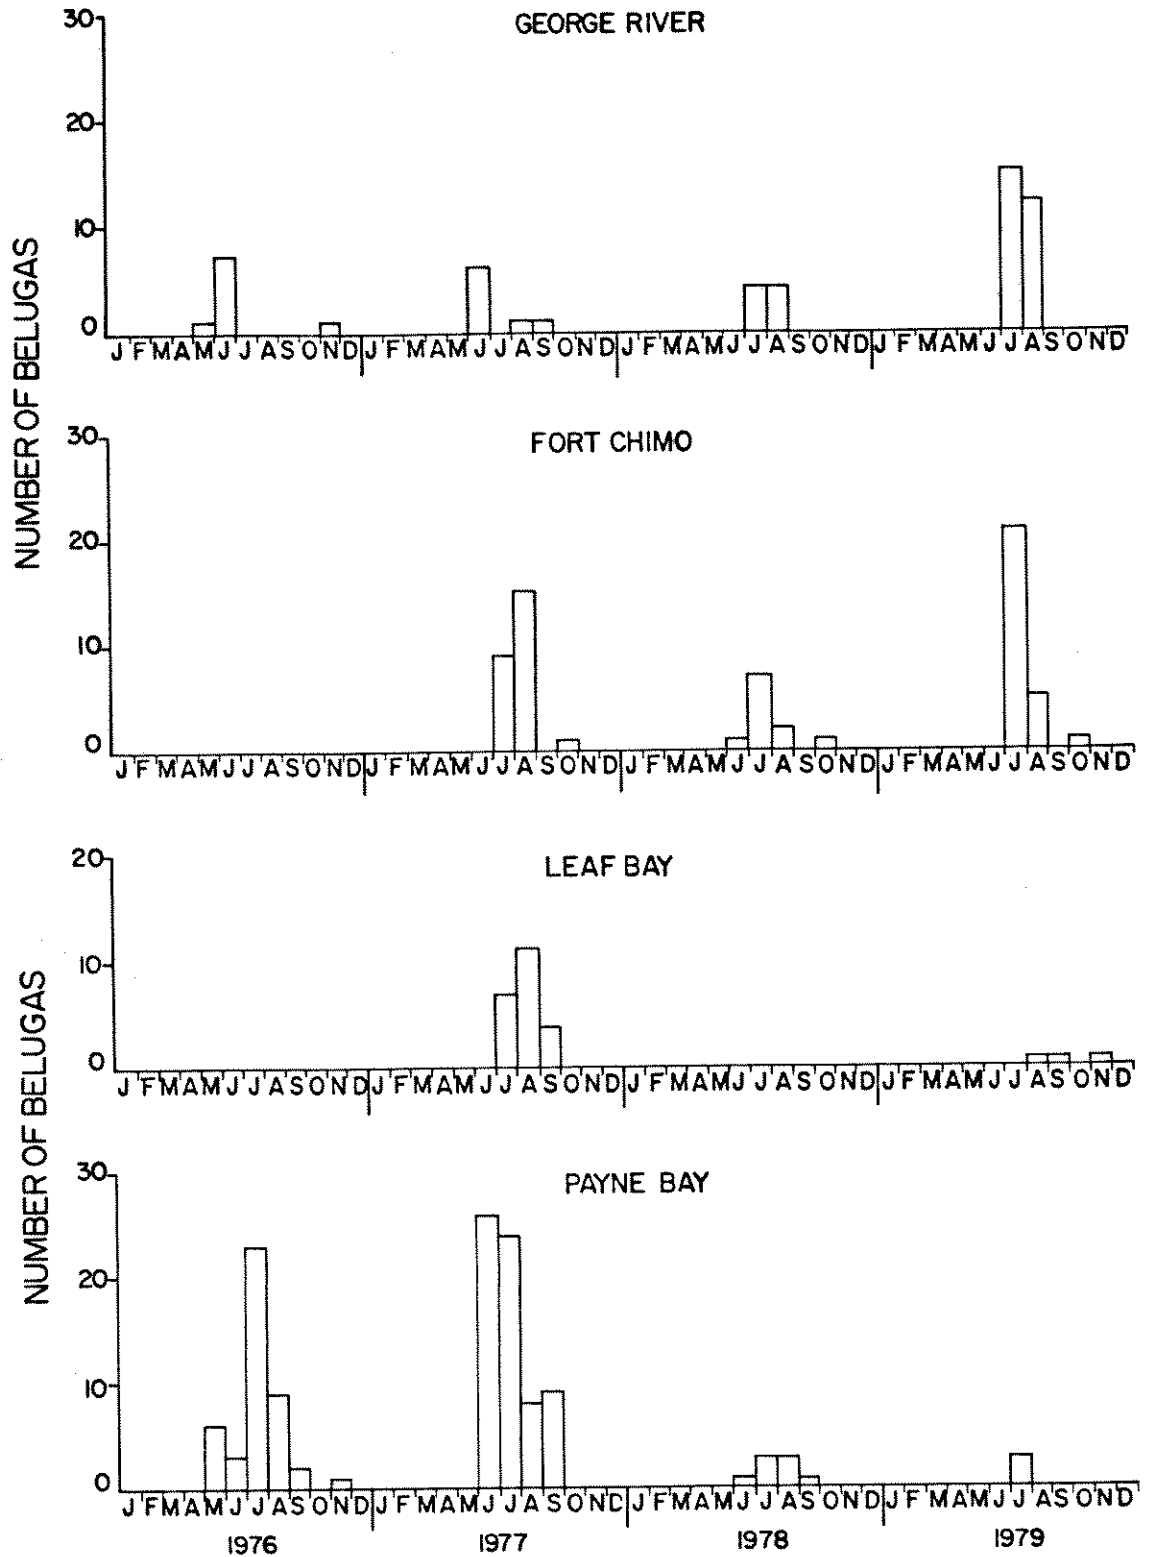 GEORGE RIVER
30
20
10
0
J F M A M J J A S O N D J F M A M J J A S O N D J F M A M J J A S O N D J F M A M J J A S O N D
NUMBER OF BELUGAS
FORT CHIMO
30
20
10
0
J F M A M J J A S O N D J F M A M J J A S O N D J F M A M J J A S O N D J F M A M J J A S O N D
LEAF BAY
20
10
0
J F M A M J J A S O N D J F M A M J J A S O N D J F M A M J J A S O N D J F M A M J J A S O N D
NUMBER OF BELUGAS
PAYNE BAY
30
20
10
0
J F M A M J J A S O N D J F M A M J J A S O N D J F M A M J J A S O N D J F M A M J J A S O N D
1976 1977 1978 1979